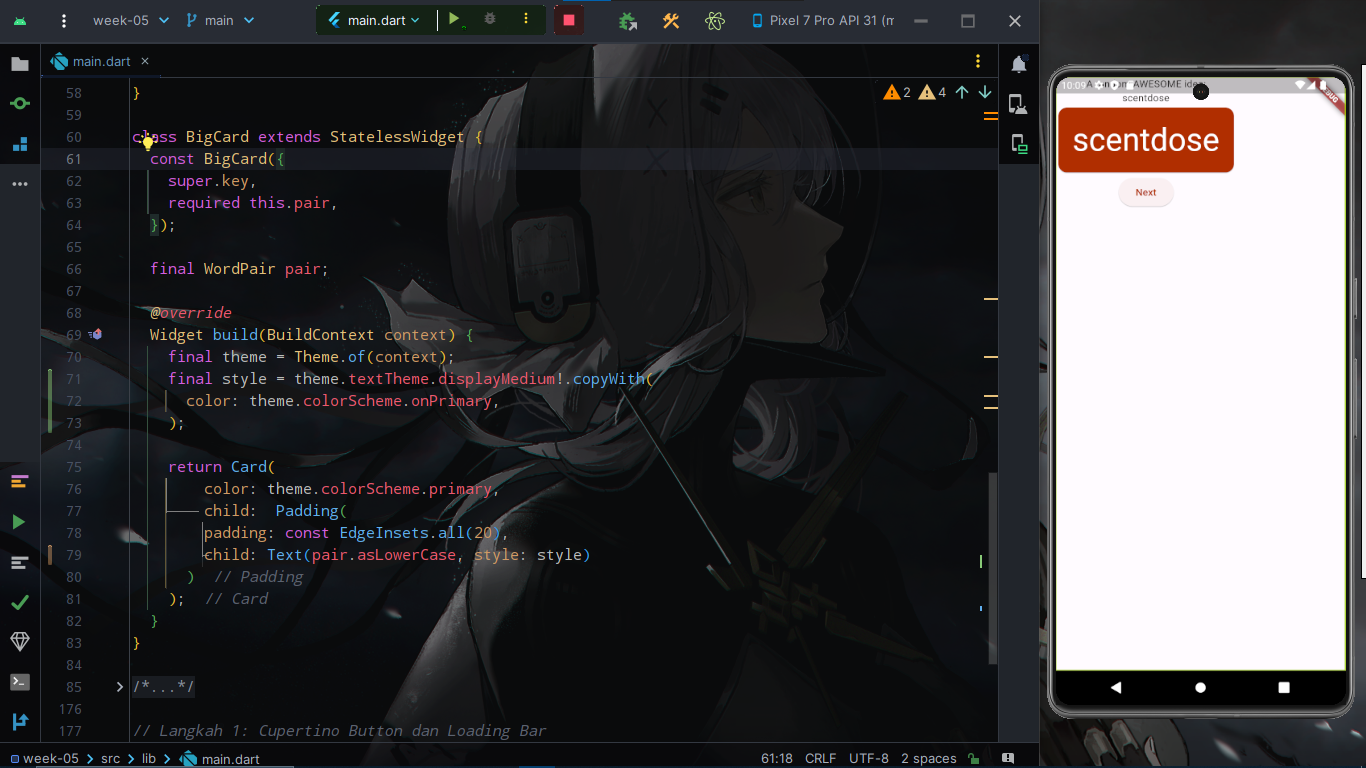 week-05 main main.dart Pixel 7 Pro API 31 (m
main.dart
2 4
58 }
59
60 class BigCard extends StatelessWidget {
61 const BigCard({
62 super.key,
63 required this.pair,
64 });
65
66 final WordPair pair;
67
68 @override
69 Widget build(BuildContext context) {
70 final theme = Theme.of(context);
71 final style = theme.textTheme.displayMedium!.copyWith(
72 color: theme.colorScheme.onPrimary,
73 );
74
75 return Card(
76 color: theme.colorScheme.primary,
77 child: Padding(
78 padding: const EdgeInsets.all(20),
79 child: Text(pair.asLowerCase, style: style)
80 ) // Padding
81 ); // Card
82 }
83 }
84
85 /*...*/
176
177 // Langkah 1: Cupertino Button dan Loading Bar
week-05 src lib main.dart 61:18 CRLF UTF-8 2 spaces
10:09
AWESOME idea:
scentdose
scentdose
Next